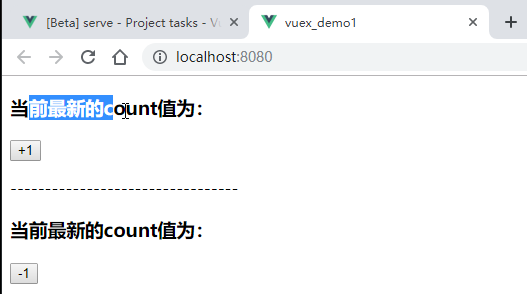 [Beta] serve - Project tasks - V
vuex_demo1
localhost:8080
当前最新的count值为：
+1
--------------------------------
当前最新的count值为：
-1